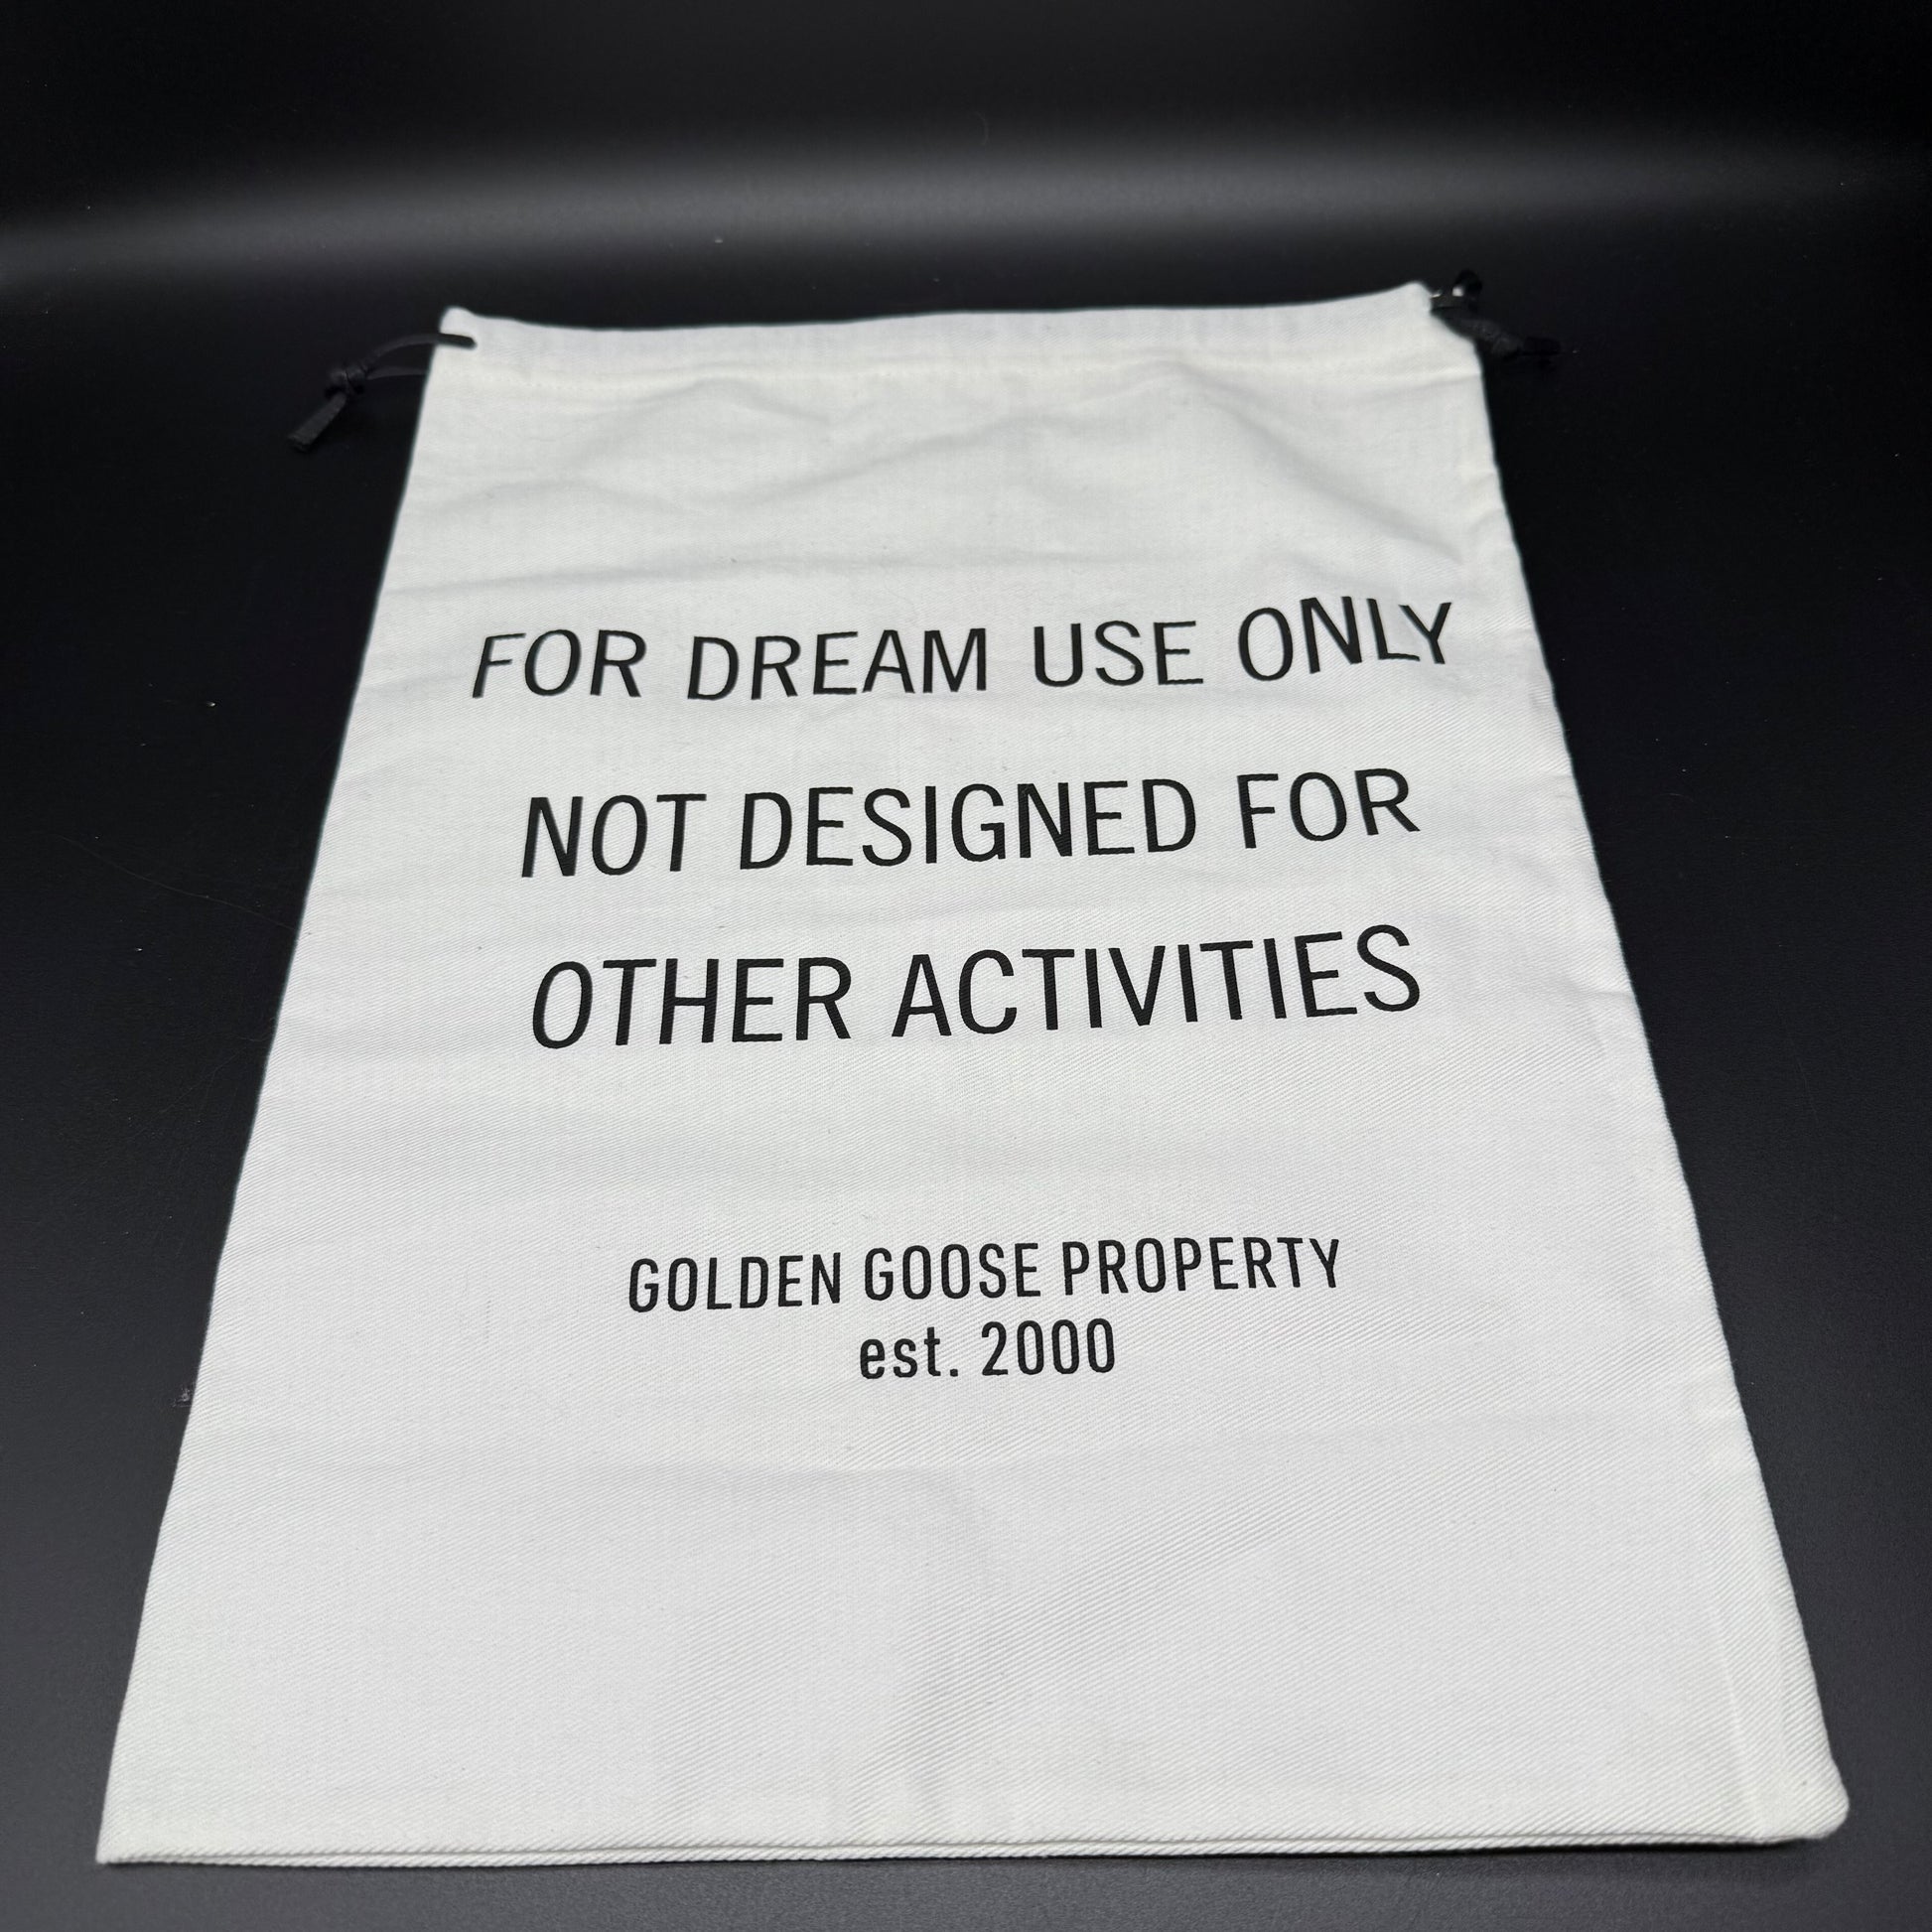 FOR DREAM USE ONLY
NOT DESIGNED FOR
OTHER ACTIVITIES
GOLDEN GOOSE PROPERTY
est. 2000